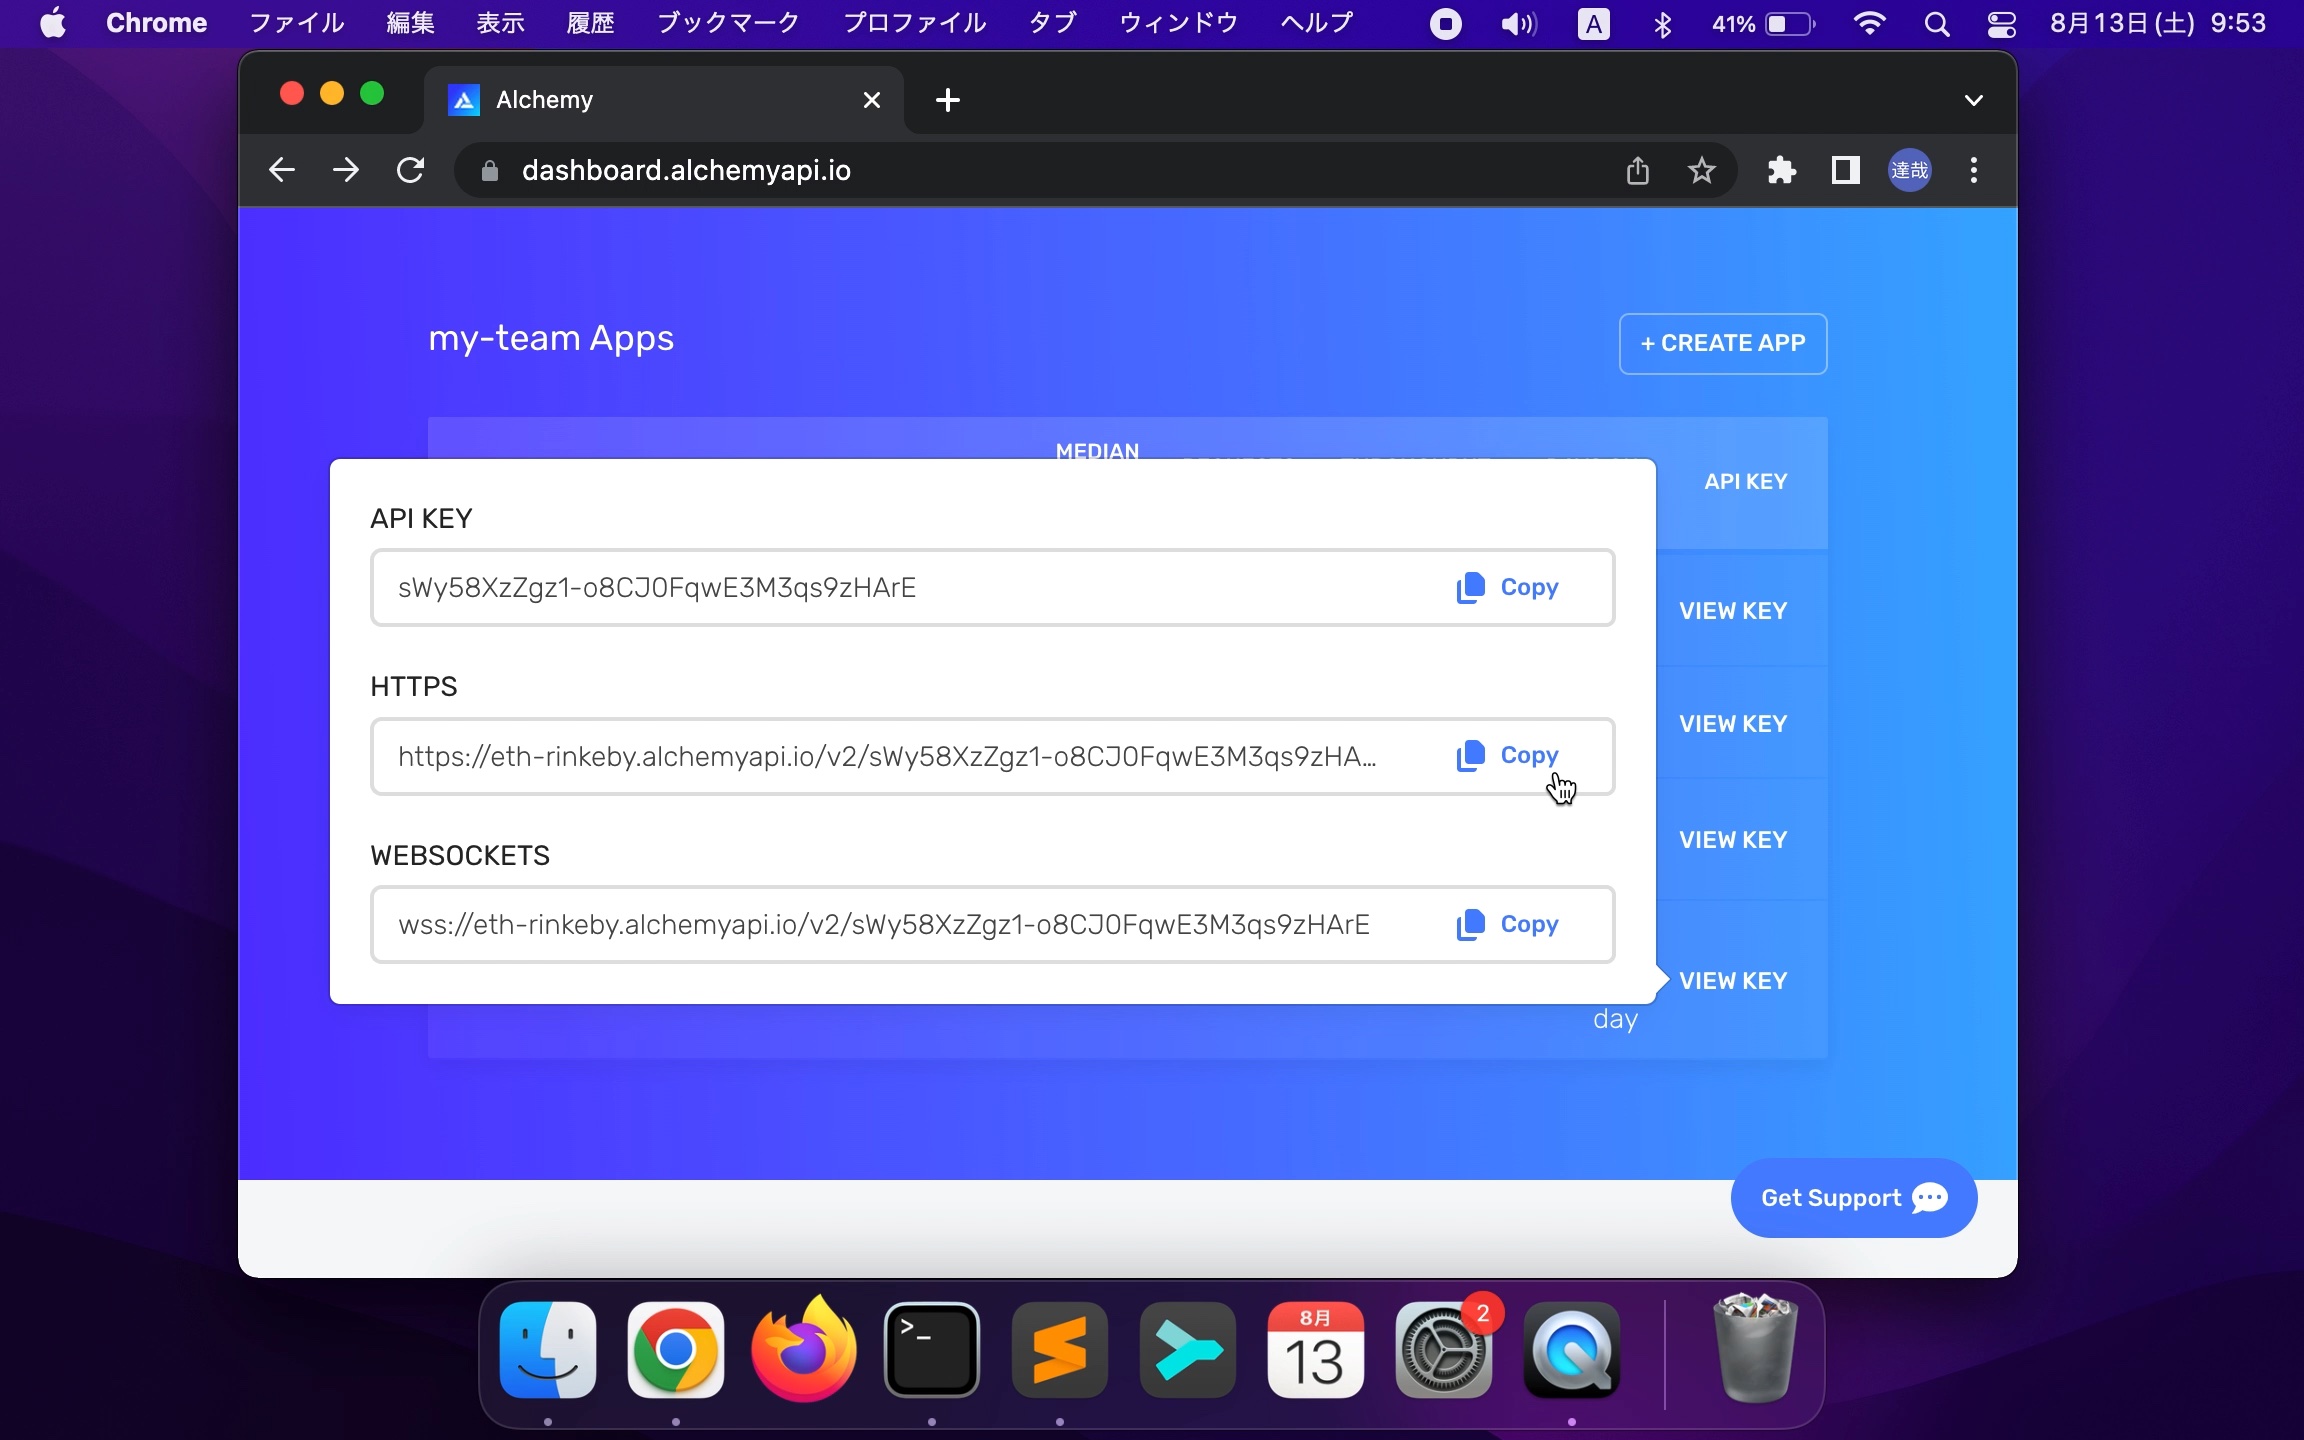 Chrome ファイル 編集 表示 履歴 ブックマーク プロファイル タブ ウィンドウ ヘルプ A 41% 8月13日(土) 9:53
Alchemy
dashboard.alchemyapi.io 達哉
my-team Apps
+ CREATE APP
MEDIAN
API KEY
API KEY
sWy58XzZgz1-o8CJ0FqwE3M3qs9zHArE Copy
VIEW KEY
HTTPS
https://eth-rinkeby.alchemyapi.io/v2/sWy58XzZgz1-o8CJ0FqwE3M3qs9zHA... Copy
VIEW KEY
VIEW KEY
WEBSOCKETS
wss://eth-rinkeby.alchemyapi.io/v2/sWy58XzZgz1-o8CJ0FqwE3M3qs9zHArE Copy
VIEW KEY
day
Get Support
8月
13
2